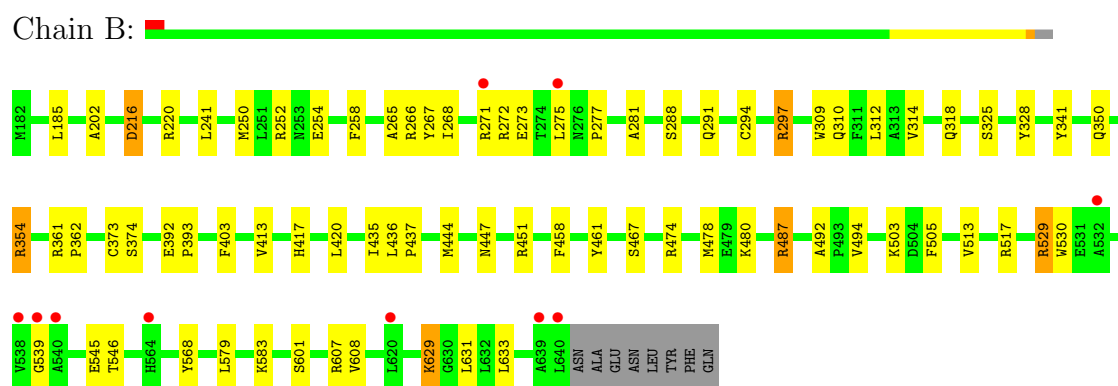 Chain B:
M182 L185 A202 D216 R220 L241 M250 L251 R252 N253 E254 F258 A265 R266 Y267 I268 R271 R272 E273 T274 L275 N276 P277 A281 S288 Q291 C294 R297 W309 Q310 F311 L312 A313 V314 Q318 S325 Y328 Y341 Q350
R354 R361 P362 C373 S374 E392 P393 F403 V413 H417 L420 I435 L436 P437 M444 N447 R451 F458 Y461 S467 R474 M478 E479 K480 R487 A492 P493 V494 K503 D504 F505 V513 R517 R529 W530 E531 A532
V538 G539 A540 E545 T546 H564 Y568 L579 K583 S601 R607 V608 L620 K629 G630 L631 L632 L633 A639 L640 ASN ALA GLU ASN LEU TYR PHE GLN